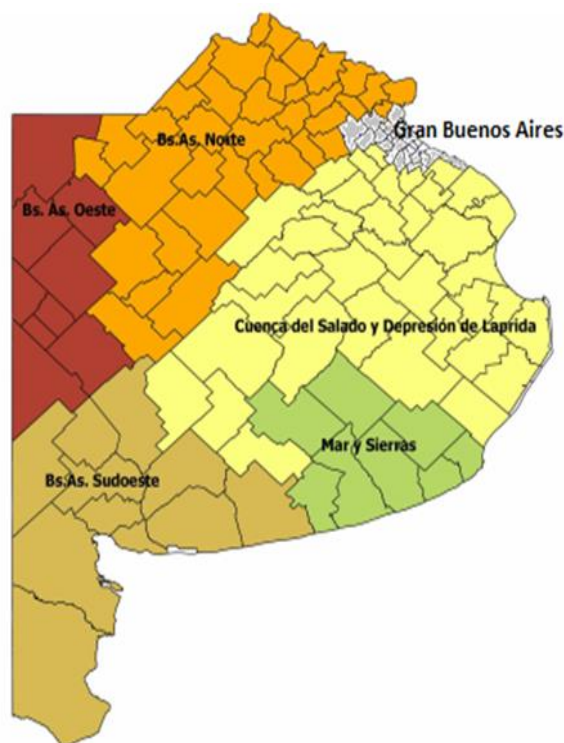 Gran Buenos Aires
Bs.As. Norte
Bs. As. Oeste
Cuenca del Salado y Depresión de Laprida
Mar y Sierras
Bs.As. Sudoeste